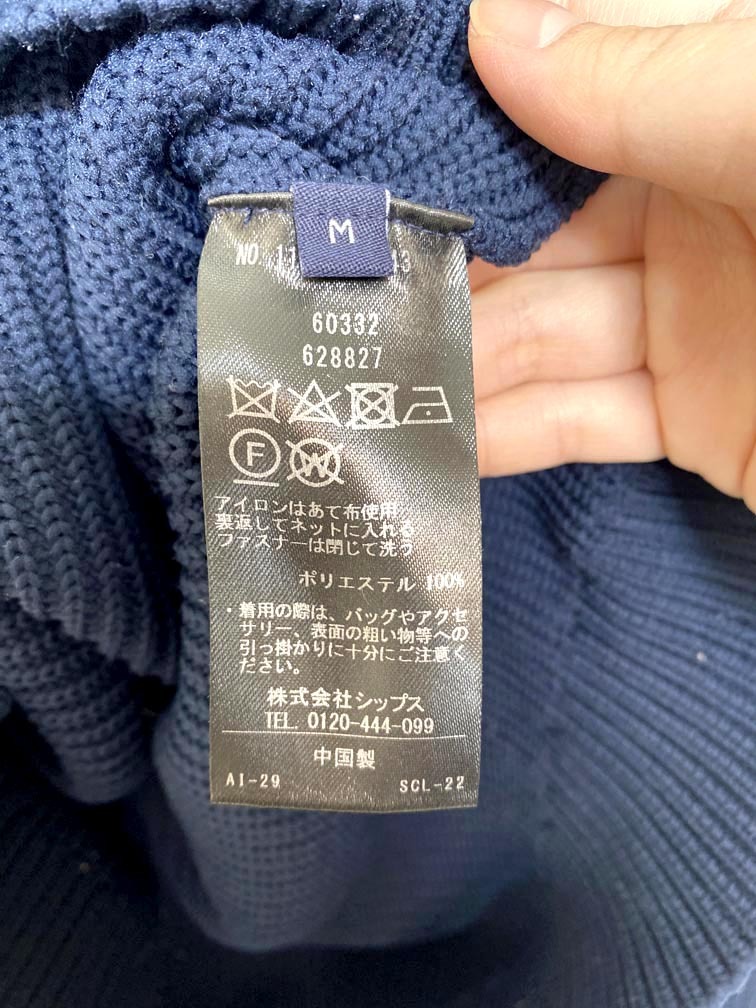 M
NO.
60332
628827
F
W
アイロンはあて布使用
裏返してネットに入れる
ファスナーは閉じて洗う
ポリエステル 100%
・着用の際は、バッグやアクセ
サリー、表面の粗い物等への
引っ掛かりに十分にご注意く
ださい。
株式会社シップス
TEL. 0120-444-099
中国製
AI-29 SCL-22